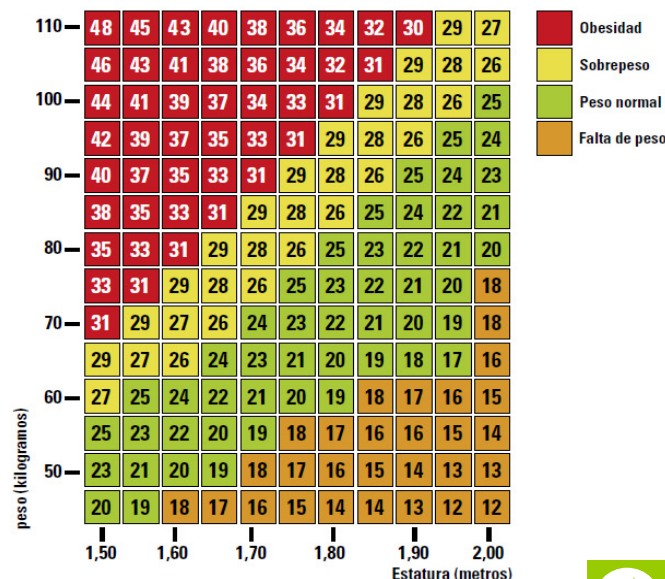 110 48 45 43 40 38 36 34 32 30 29 27 Obesidad
46 43 41 38 36 34 32 31 29 28 26 Sobrepeso
100 44 41 39 37 34 33 31 29 28 26 25 Peso normal
42 39 37 35 33 31 29 28 26 25 24 Falta de peso
90 40 37 35 33 31 29 28 26 25 24 23
38 35 33 31 29 28 26 25 24 22 21
80 35 33 31 29 28 26 25 23 22 21 20
33 31 29 28 26 25 23 22 21 20 18
70 31 29 27 26 24 23 22 21 20 19 18
29 27 26 24 23 21 20 19 18 17 16
60 27 25 24 22 21 20 19 18 17 16 15
25 23 22 20 19 18 17 16 16 15 14
50 23 21 20 19 18 17 16 15 14 13 13
20 19 18 17 16 15 14 14 13 12 12
peso (kilogramos)
1,50 1,60 1,70 1,80 1,90 2,00
Estatura (metros)